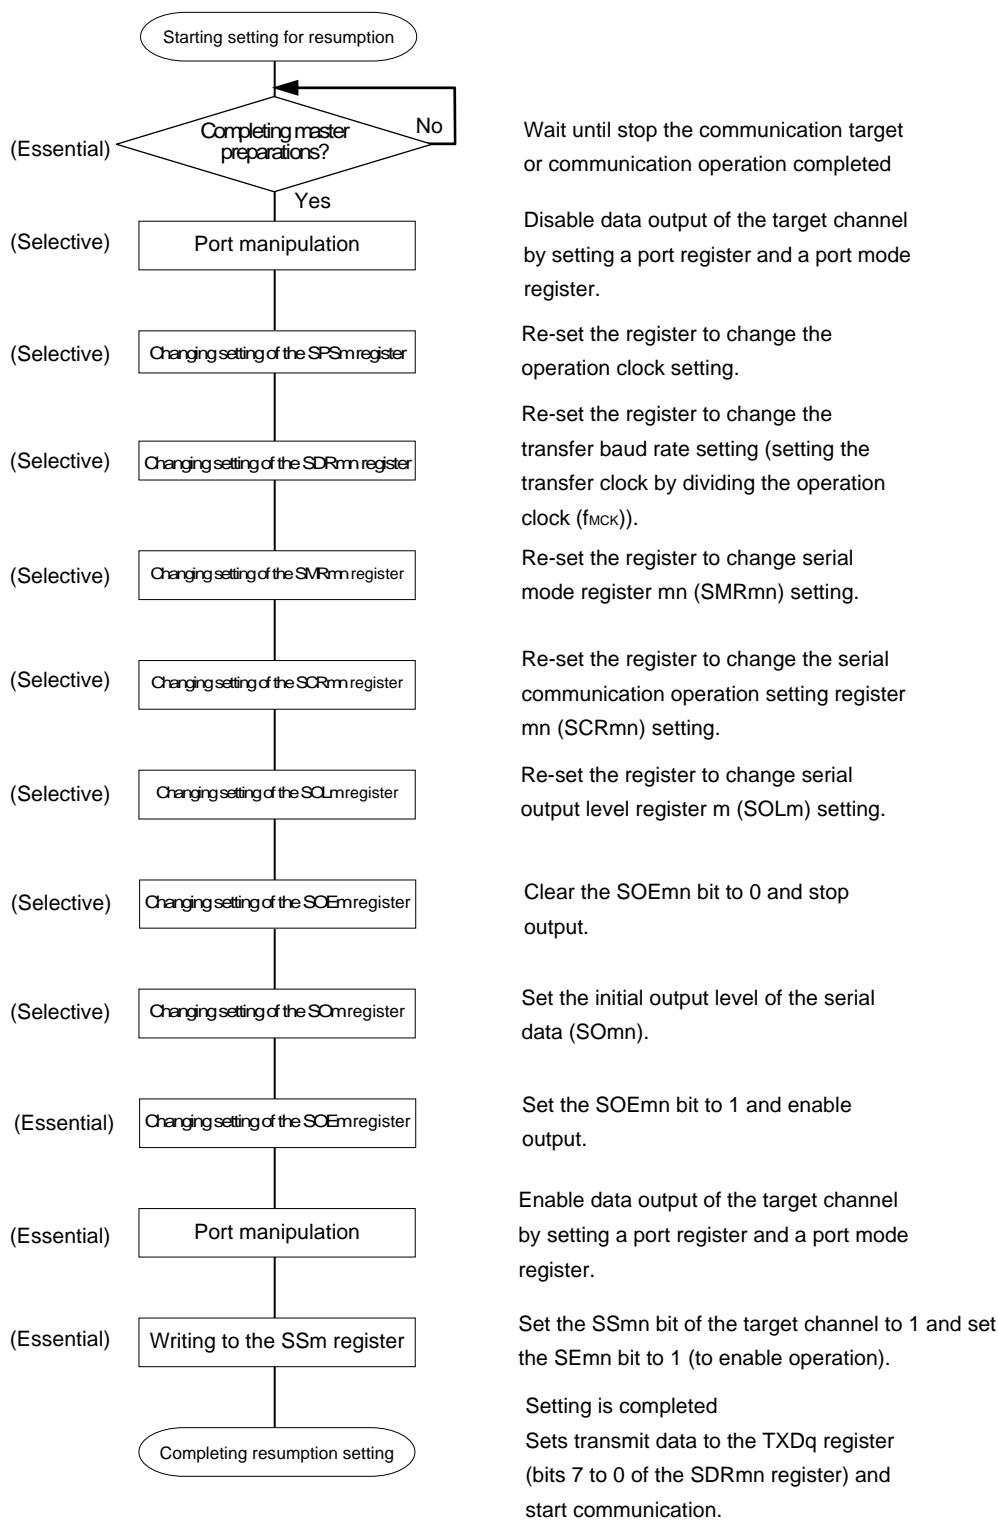 Starting setting for resumption
(Essential)
Completing master
preparations?
No
Wait until stop the communication target
or communication operation completed
Yes
(Selective)
Port manipulation
Disable data output of the target channel
by setting a port register and a port mode
register.
(Selective)
Changing setting of the SPSm register
Re-set the register to change the
operation clock setting.
(Selective)
Changing setting of the SDRmn register
Re-set the register to change the
transfer baud rate setting (setting the
transfer clock by dividing the operation
clock (fMCK)).
(Selective)
Changing setting of the SMRmn register
Re-set the register to change serial
mode register mn (SMRmn) setting.
(Selective)
Changing setting of the SCRmn register
Re-set the register to change the serial
communication operation setting register
mn (SCRmn) setting.
(Selective)
Changing setting of the SOLm register
Re-set the register to change serial
output level register m (SOLm) setting.
(Selective)
Changing setting of the SOEm register
Clear the SOEmn bit to 0 and stop
output.
(Selective)
Changing setting of the SOm register
Set the initial output level of the serial
data (SOmn).
(Essential)
Changing setting of the SOEm register
Set the SOEmn bit to 1 and enable
output.
(Essential)
Port manipulation
Enable data output of the target channel
by setting a port register and a port mode
register.
(Essential)
Writing to the SSm register
Set the SSmn bit of the target channel to 1 and set
the SEmn bit to 1 (to enable operation).
Completing resumption setting
Setting is completed
Sets transmit data to the TXDq register
(bits 7 to 0 of the SDRmn register) and
start communication.